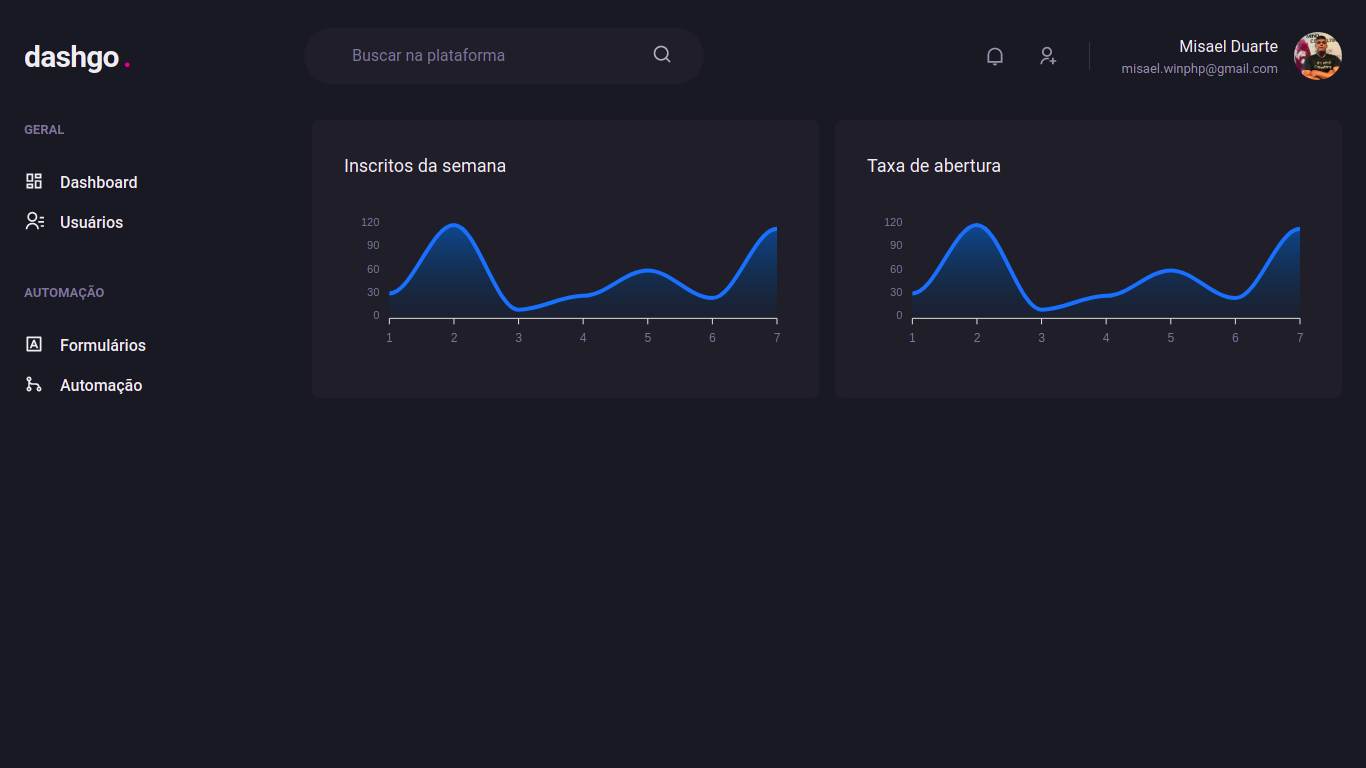 dashgo.
Buscar na plataforma
Misael Duarte
misael.winphp@gmail.com
GERAL
Dashboard
Usuários
AUTOMAÇÃO
Formulários
Automação
Inscritos da semana
120
90
60
30
0
1 2 3 4 5 6 7
Taxa de abertura
120
90
60
30
0
1 2 3 4 5 6 7